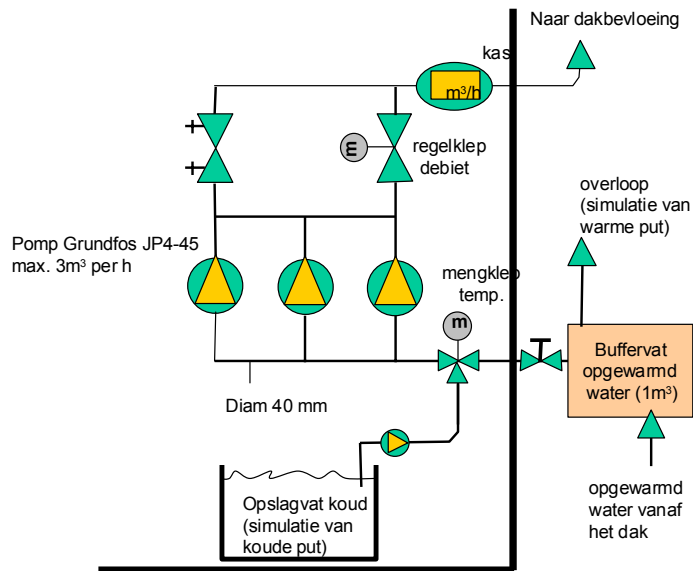 Naar dakbevloeing
kas
m³/h
m
regelklep
debiet
overloop
(simulatie van
warme put)
Pomp Grundfos JP4-45
max. 3m³ per h
mengklep
temp.
m
Buffervat
opgewarmd
water (1m³)
Diam 40 mm
Opslagvat koud
(simulatie van
koude put)
opgewarmd
water vanaf
het dak